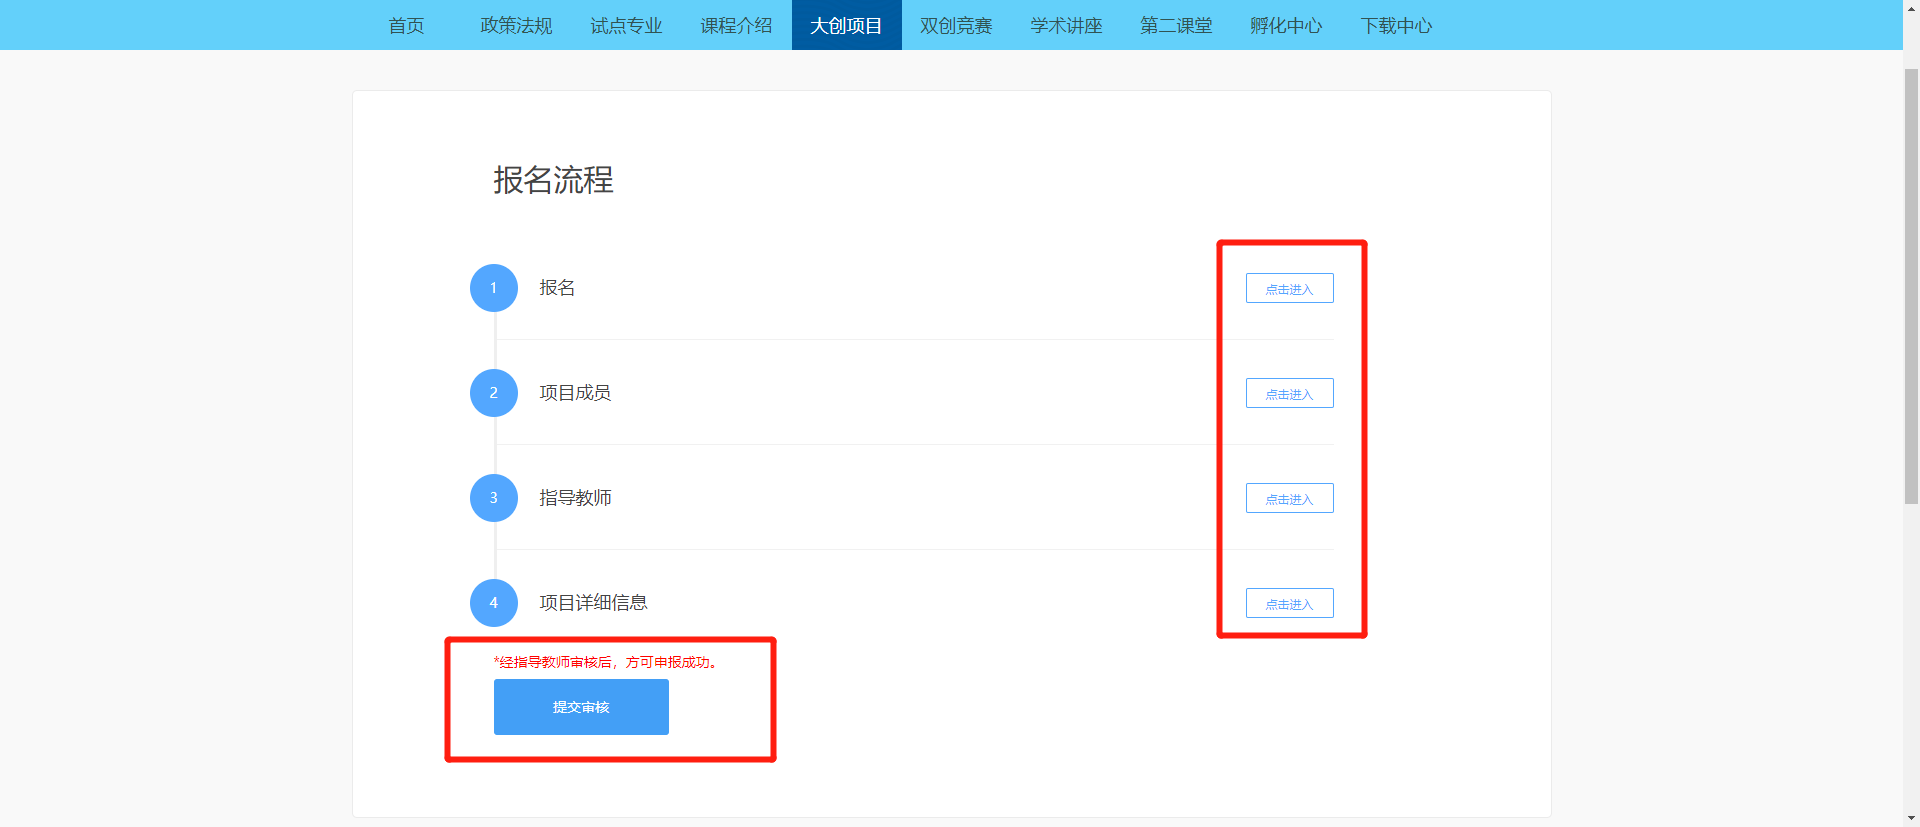 首页 政策法规 试点专业 课程介绍 大创项目 双创竞赛 学术讲座 第二课堂 孵化中心 下载中心
报名流程
1 报名 点击进入
2 项目成员 点击进入
3 指导教师 点击进入
4 项目详细信息 点击进入
*经指导教师审核后，方可申报成功。
提交审核